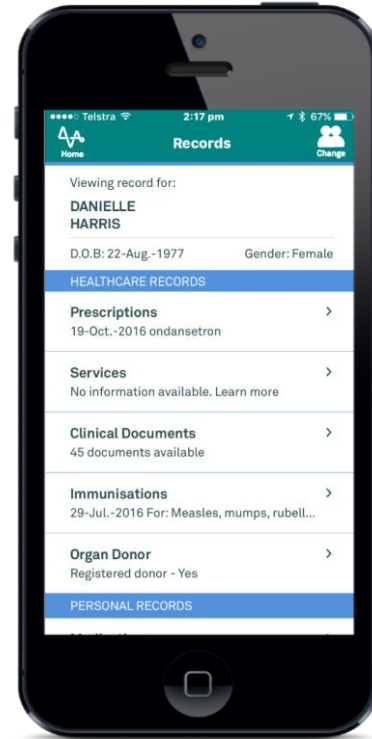 Telstra 2:17 pm 67%
Home Records Change
Viewing record for:
DANIELLE
HARRIS
D.O.B: 22-Aug.-1977 Gender: Female
HEALTHCARE RECORDS
Prescriptions >
19-Oct.-2016 ondansetron
Services >
No information available. Learn more
Clinical Documents >
45 documents available
Immunisations >
29-Jul.-2016 For: Measles, mumps, rubell...
Organ Donor >
Registered donor - Yes
PERSONAL RECORDS